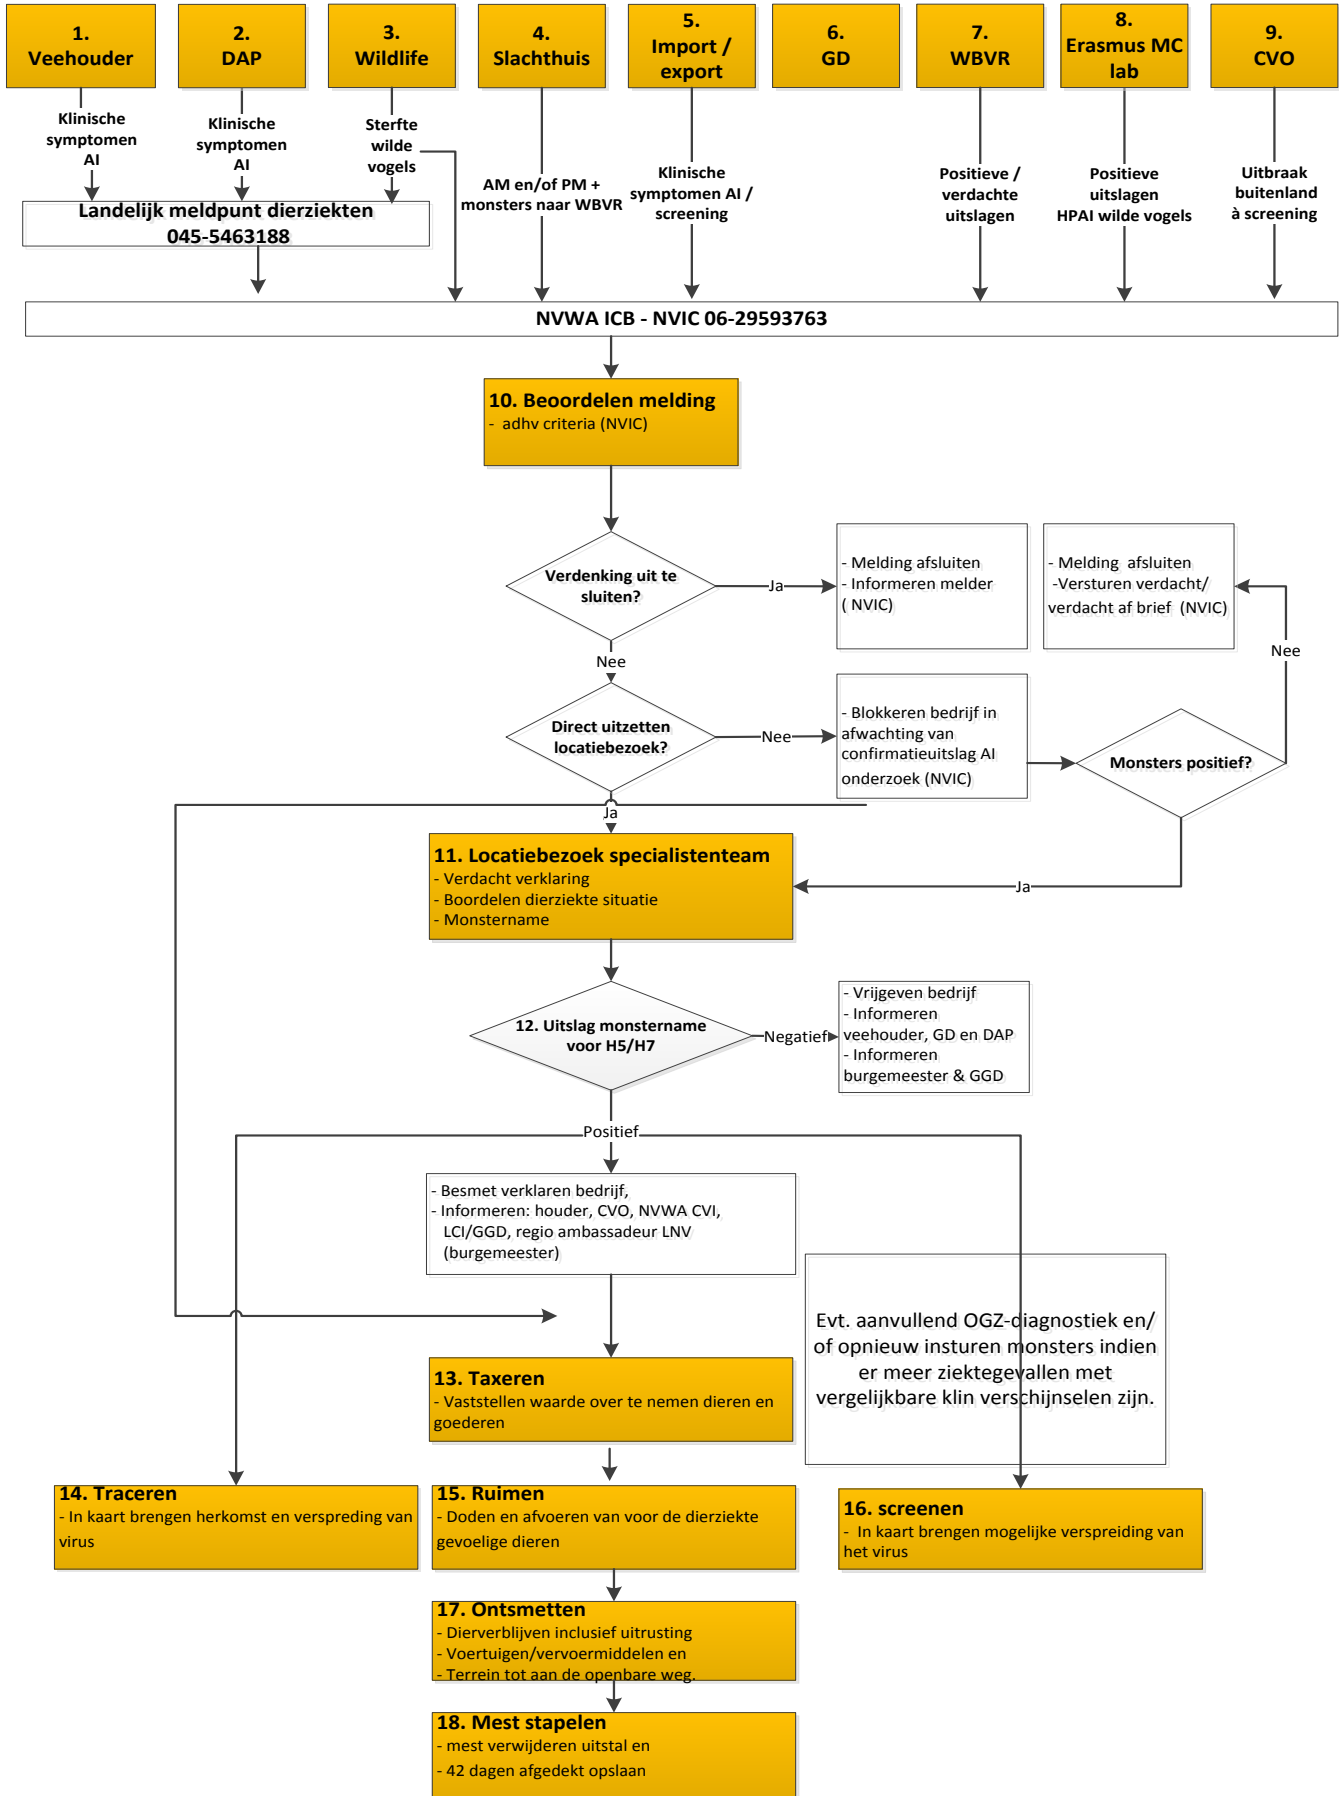 1.
Veehouder
2.
DAP
3.
Wildlife
4.
Slachthuis
5.
Import /
export
6.
GD
7.
WBVR
8.
Erasmus MC
lab
9.
CVO
Klinische
symptomen
AI
Klinische
symptomen
AI
Sterfte
wilde
vogels
AM en/of PM +
monsters naar WBVR
Klinische
symptomen AI /
screening
Positieve /
verdachte
uitslagen
Positieve
uitslagen
HPAI wilde vogels
Uitbraak
buitenland
à screening
Landelijk meldpunt dierziekten
045-5463188
NVWA ICB - NVIC 06-29593763
10. Beoordelen melding
- adhv criteria (NVIC)
Verdenking uit te
sluiten?
Ja
- Melding afsluiten
- Informeren melder
( NVIC)
- Melding afsluiten
-Versturen verdacht/
verdacht af brief (NVIC)
Nee
Nee
Direct uitzetten
locatiebezoek?
Nee
- Blokkeren bedrijf in
afwachting van
confirmatieuitslag AI
onderzoek (NVIC)
Monsters positief?
Ja
11. Locatiebezoek specialistenteam
- Verdacht verklaring
- Boordelen dierziekte situatie
- Monstername
Ja
12. Uitslag monstername
voor H5/H7
Negatief
- Vrijgeven bedrijf
- Informeren
veehouder, GD en DAP
- Informeren
burgemeester & GGD
Positief
- Besmet verklaren bedrijf,
- Informeren: houder, CVO, NVWA CVI,
LCI/GGD, regio ambassadeur LNV
(burgemeester)
Evt. aanvullend OGZ-diagnostiek en/
of opnieuw insturen monsters indien
er meer ziektegevallen met
vergelijkbare klin verschijnselen zijn.
13. Taxeren
- Vaststellen waarde over te nemen dieren en
goederen
14. Traceren
- In kaart brengen herkomst en verspreding van
virus
15. Ruimen
- Doden en afvoeren van voor de dierziekte
gevoelige dieren
16. screenen
- In kaart brengen mogelijke verspreiding van
het virus
17. Ontsmetten
- Dierverblijven inclusief uitrusting
- Voertuigen/vervoermiddelen en
- Terrein tot aan de openbare weg.
18. Mest stapelen
- mest verwijderen uitstal en
- 42 dagen afgedekt opslaan